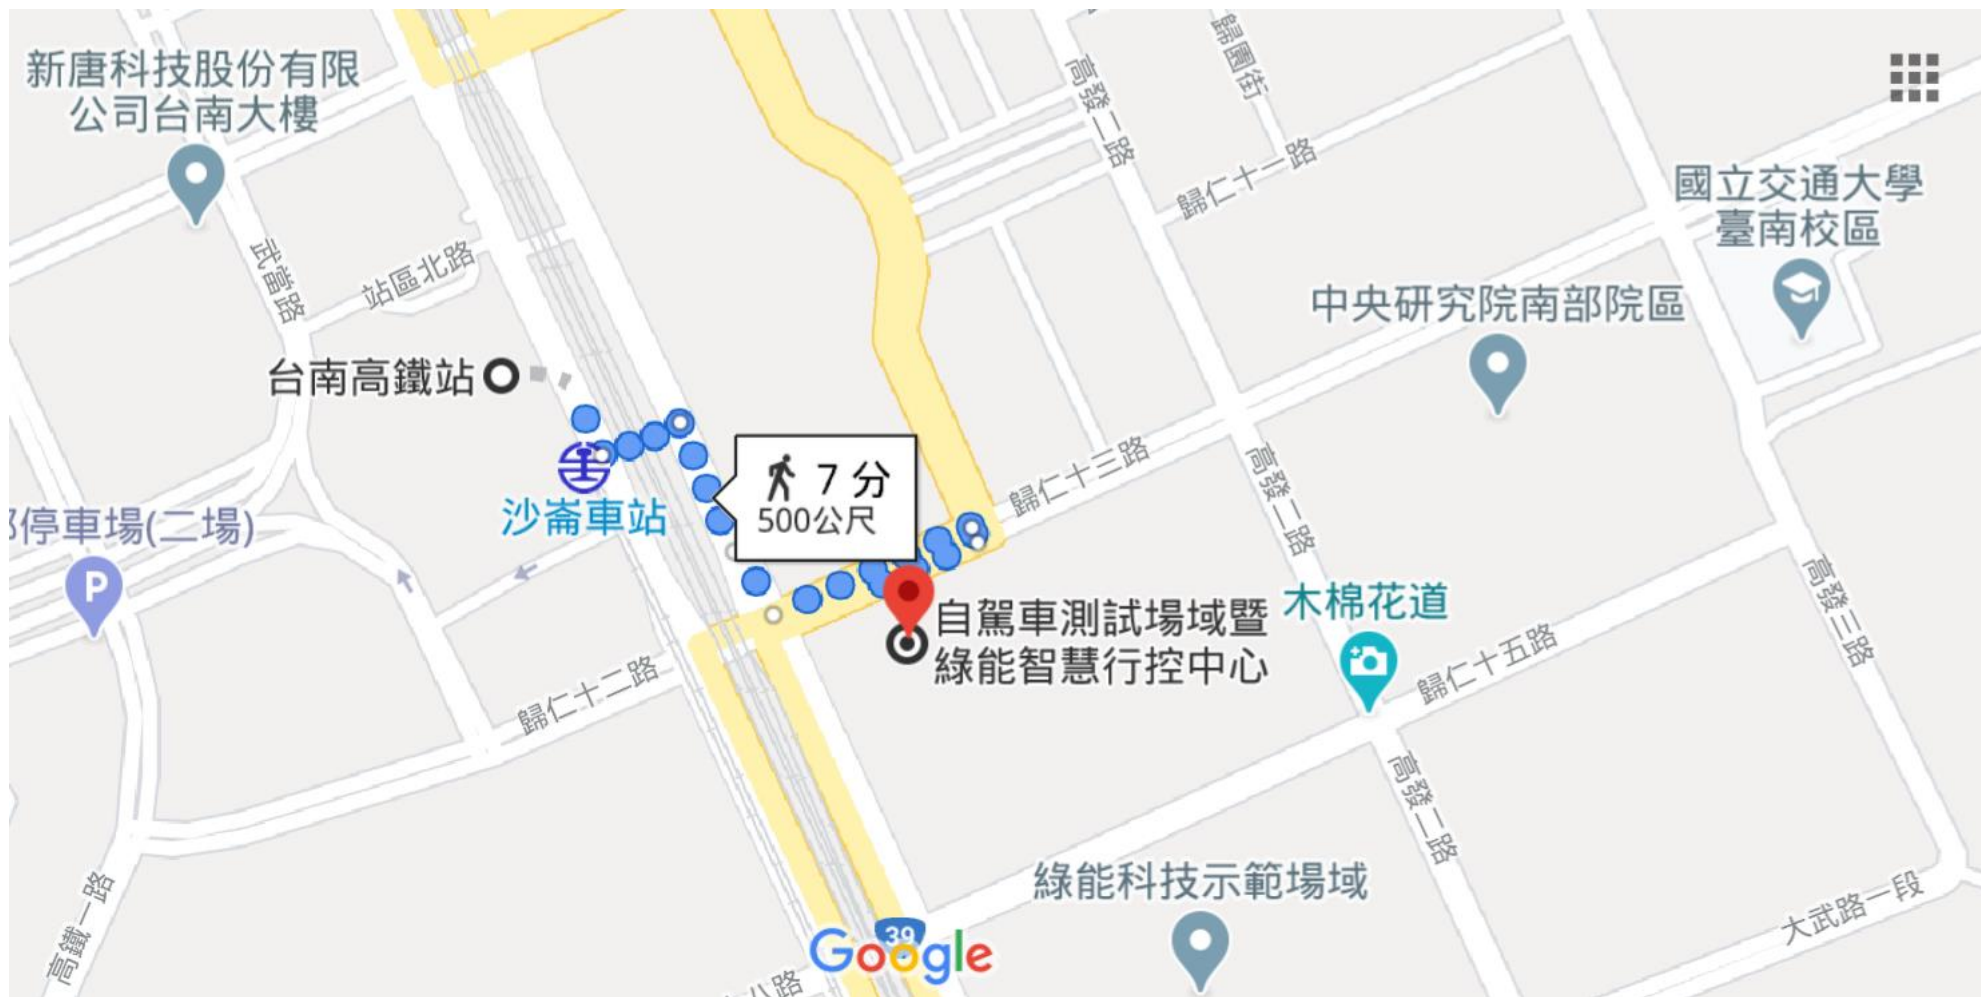 新唐科技股份有限
公司台南大樓
武當路
站區北路
台南高鐵站
沙崙車站
7 分
500公尺
停車場(二場)
P
歸仁十二路
高鐵一路
高發二路
歸園街
歸仁十一路
國立交通大學
臺南校區
中央研究院南部院區
歸仁十三路
高發二路
自駕車測試場域暨
綠能智慧行控中心
木棉花道
歸仁十五路
高發三路
高發二路
綠能科技示範場域
大武路一段
39
Google
八路